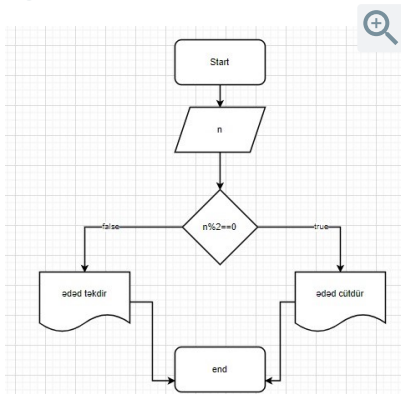 Start
n
n%2==0
false
true
ədəd təkdir
ədəd cütdür
end